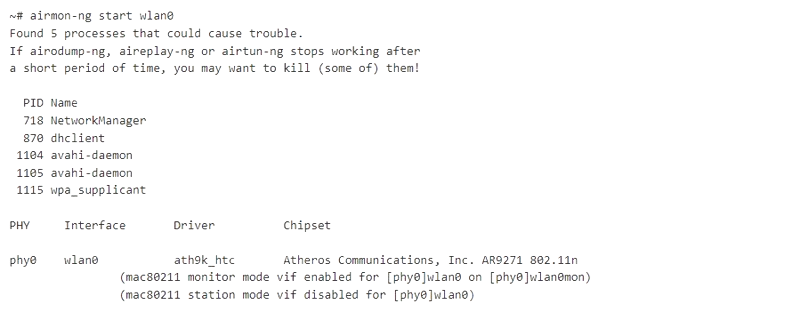 ~# airmon-ng start wlan0
Found 5 processes that could cause trouble.
If airodump-ng, aireplay-ng or airtun-ng stops working after
a short period of time, you may want to kill (some of) them!
PID Name
718 NetworkManager
870 dhclient
1104 avahi-daemon
1105 avahi-daemon
1115 wpa_supplicant
PHY Interface Driver Chipset
phy0 wlan0 ath9k_htc Atheros Communications, Inc. AR9271 802.11n
(mac80211 monitor mode vif enabled for [phy0]wlan0 on [phy0]wlan0mon)
(mac80211 station mode vif disabled for [phy0]wlan0)